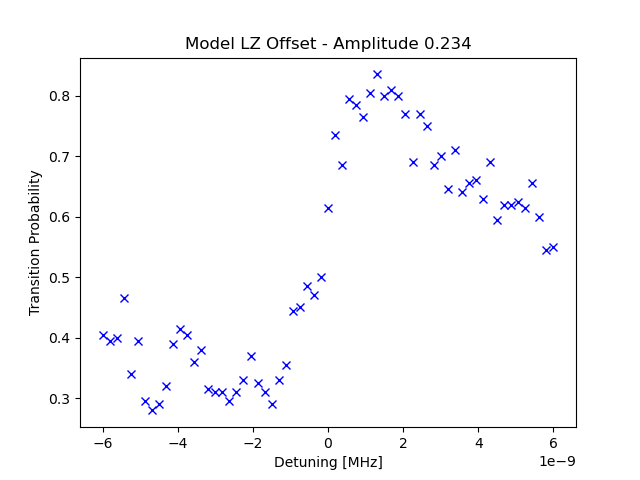 Model LZ Offset - Amplitude 0.234
Transition Probability
0.8
0.7
0.6
0.5
0.4
0.3
−6 −4 −2 0 2 4 6
1e−9
Detuning [MHz]